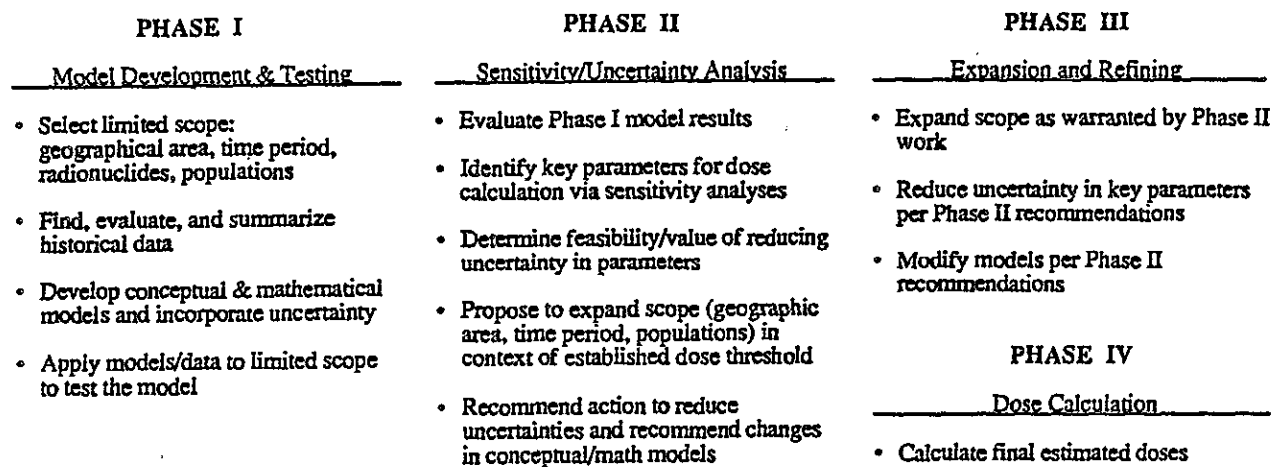 PHASE I
Model Development & Testing
• Select limited scope:
geographical area, time period,
radionuclides, populations
• Find, evaluate, and summarize
historical data
• Develop conceptual & mathematical
models and incorporate uncertainty
• Apply models/data to limited scope
to test the model
PHASE II
Sensitivity/Uncertainty Analysis
• Evaluate Phase I model results
• Identify key parameters for dose
calculation via sensitivity analyses
• Determine feasibility/value of reducing
uncertainty in parameters
• Propose to expand scope (geographic
area, time period, populations) in
context of established dose threshold
• Recommend action to reduce
uncertainties and recommend changes
in conceptual/math models
PHASE III
Expansion and Refining
• Expand scope as warranted by Phase II
work
• Reduce uncertainty in key parameters
per Phase II recommendations
• Modify models per Phase II
recommendations
PHASE IV
Dose Calculation
• Calculate final estimated doses